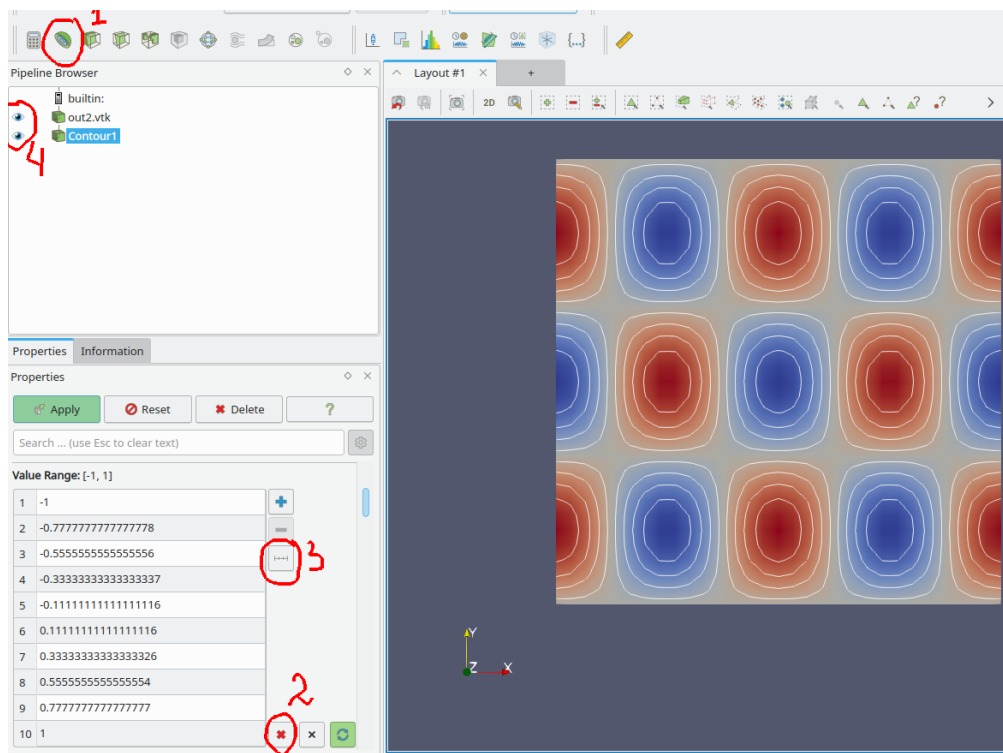 1
Pipeline Browser
Layout #1
+
builtin:
out2.vtk
Contour1
4
2D
Properties
Information
Properties
Apply
Reset
Delete
?
Search ... (use Esc to clear text)
Value Range: [-1, 1]
1 -1
2 -0.7777777777777778
3 -0.5555555555555556
3
4 -0.33333333333333337
5 -0.11111111111111116
6 0.11111111111111116
7 0.33333333333333326
8 0.5555555555555554
9 0.7777777777777777
2
10 1
Y
Z
X